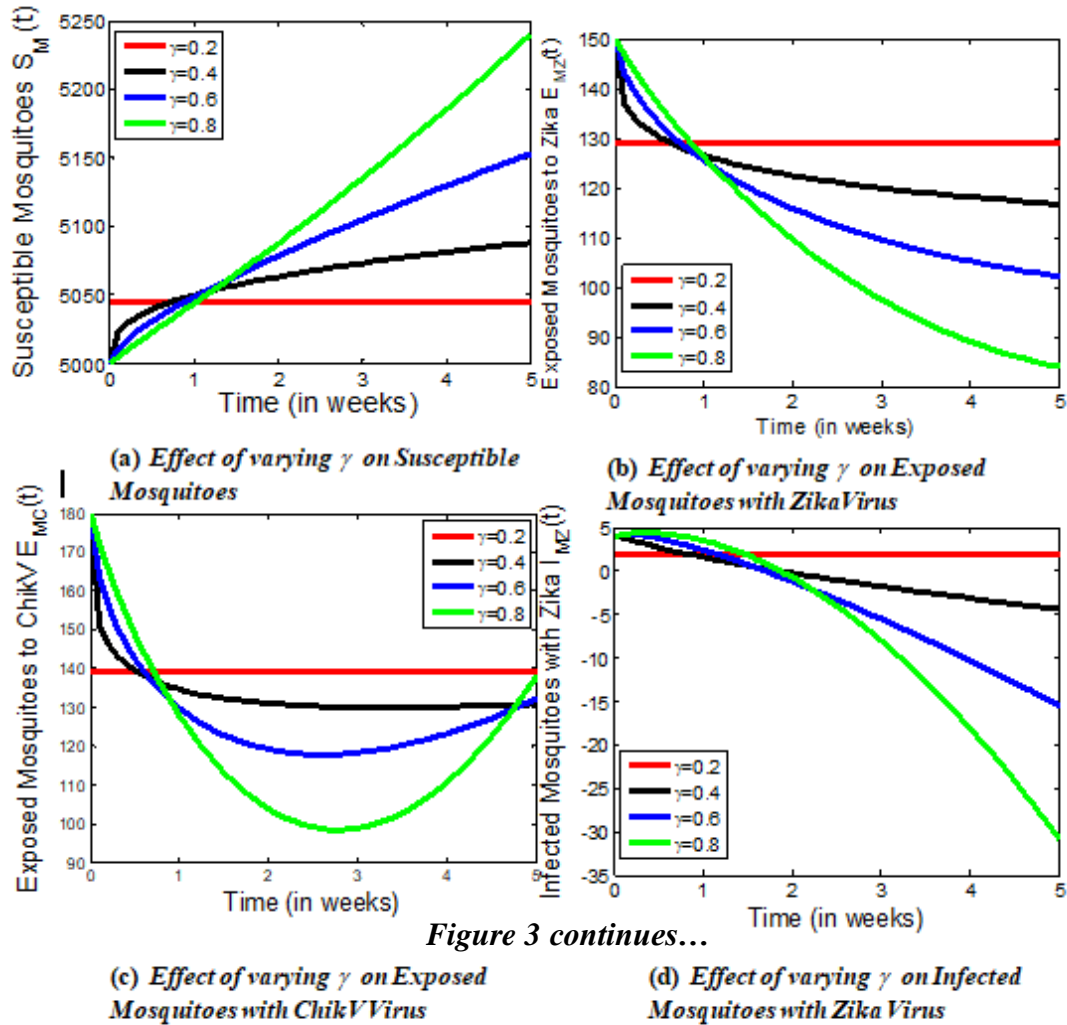 Susceptible Mosquitoes S_M(t)
5250
5200
5150
5100
5050
5000
γ=0.2
γ=0.4
γ=0.6
γ=0.8
0 1 2 3 4 5
Time (in weeks)
(a) Effect of varying γ on Susceptible
Mosquitoes
Exposed Mosquitoes to Zika E_MZ(t)
150
140
130
120
110
100
90
80
γ=0.2
γ=0.4
γ=0.6
γ=0.8
0 1 2 3 4 5
Time (in weeks)
(b) Effect of varying γ on Exposed
Mosquitoes with ZikaVirus
Exposed Mosquitoes to ChikV E_MC(t)
180
170
160
150
140
130
120
110
100
90
γ=0.2
γ=0.4
γ=0.6
γ=0.8
0 1 2 3 4 5
Time (in weeks)
Infected Mosquitoes with Zika I_MZ(t)
5
0
-5
-10
-15
-20
-25
-30
-35
γ=0.2
γ=0.4
γ=0.6
γ=0.8
0 1 2 3 4 5
Time (in weeks)
Figure 3 continues…
(c) Effect of varying γ on Exposed
Mosquitoes with ChikV Virus
(d) Effect of varying γ on Infected
Mosquitoes with Zika Virus